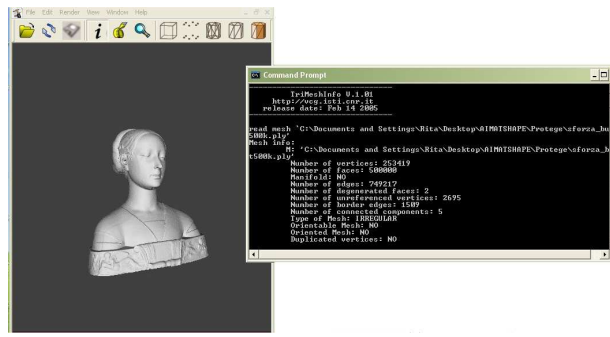 File Edit Render View Window Help
Command Prompt
TriMeshInfo V.1.01
http://vcg.isti.cnr.it
release date: Feb 14 2005
read mesh `C:\Documents and Settings\Rita\Desktop\AIMATSHAPE\Protege\sforza_bu
500k.ply'
Mesh info:
M: 'C:\Documents and Settings\Rita\Desktop\AIMATSHAPE\Protege\sforza_b
t500k.ply'
Number of vertices: 253419
Number of faces: 500000
Manifold: NO
Number of edges: 749217
Number of degenerated faces: 2
Number of unreferenced vertices: 2695
Number of border edges: 1509
Number of connected components: 5
Type of Mesh: IRREGULAR
Orientable Mesh: NO
Oriented Mesh: NO
Duplicated vertices: NO